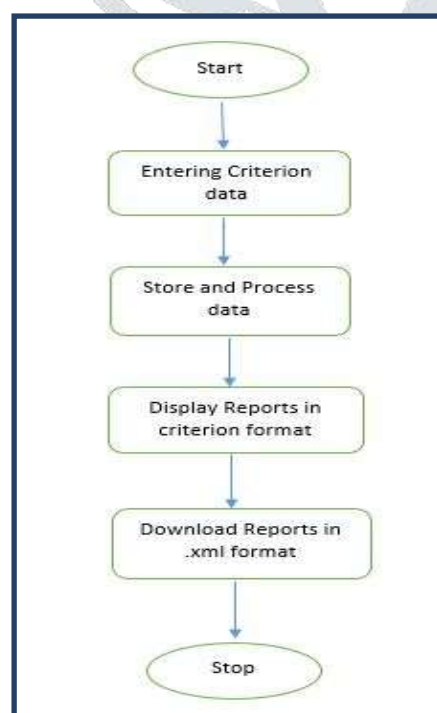 Start
Entering Criterion
data
Store and Process
data
Display Reports in
criterion format
Download Reports in
.xml format
Stop